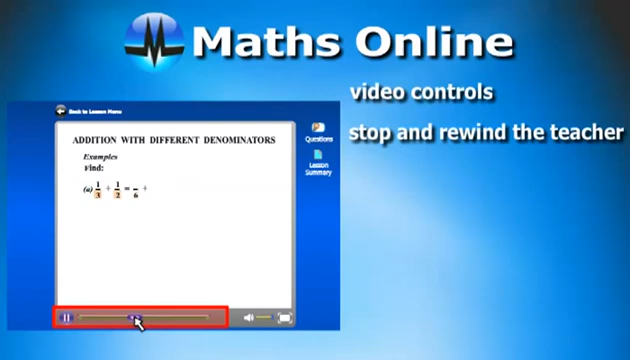 Maths Online
video controls
stop and rewind the teacher
Back to Lesson Menu
ADDITION WITH DIFFERENT DENOMINATORS
Examples
Find:
(a) 1/3 + 1/2 = /6 +
Questions
Lesson
Summary